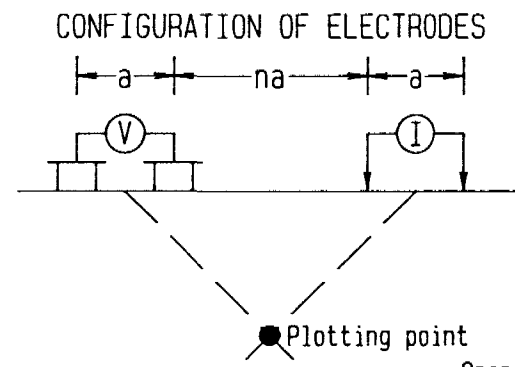 CONFIGURATION OF ELECTRODES
a na a
V I
Plotting point